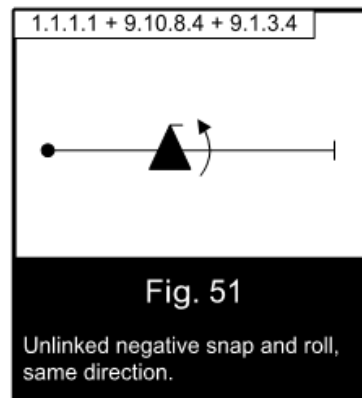 1.1.1.1 + 9.10.8.4 + 9.1.3.4
Fig. 51
Unlinked negative snap and roll,
same direction.